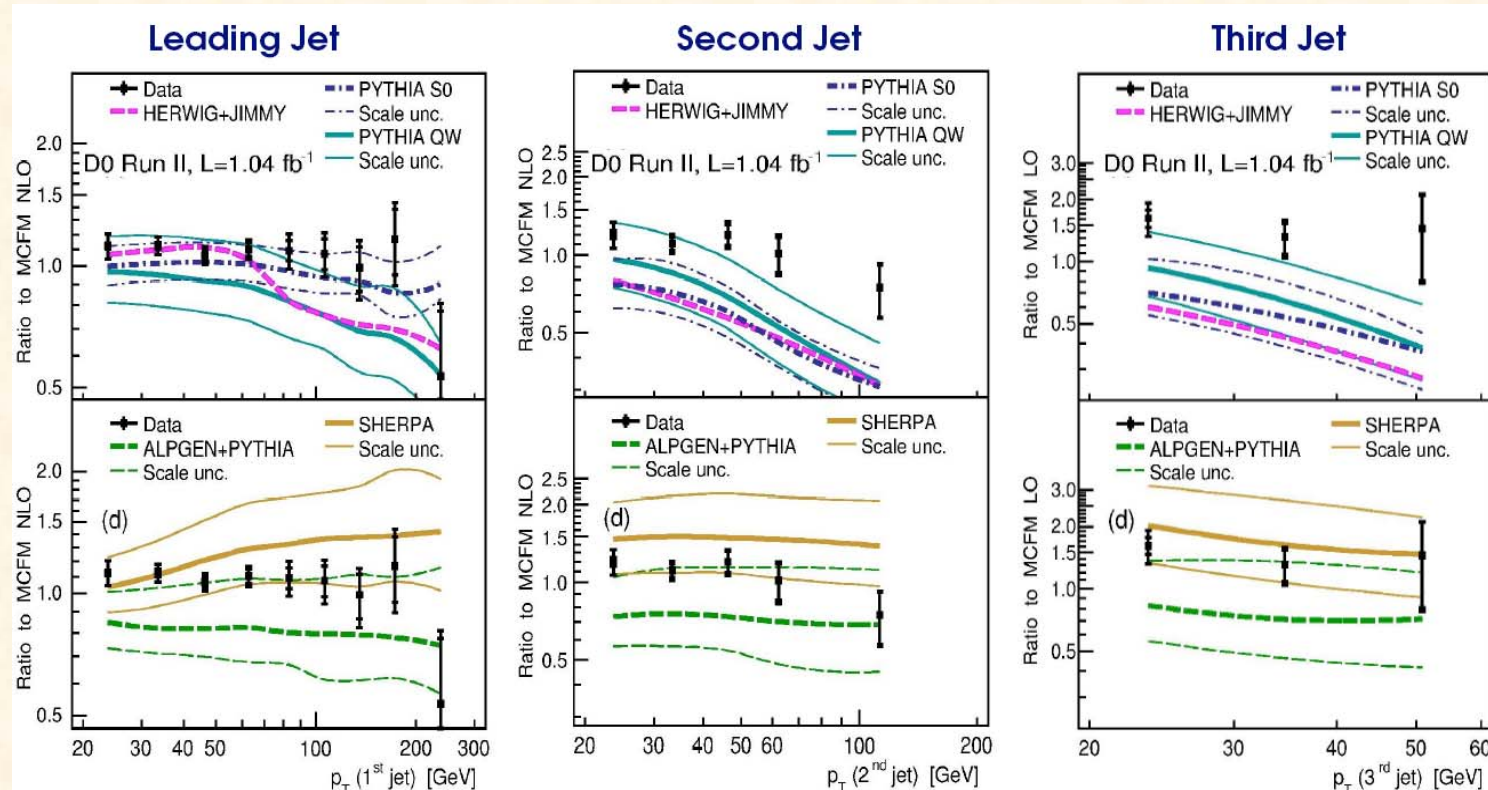 Leading Jet
Second Jet
Third Jet
Data
HERWIG+JIMMY
PYTHIA S0
Scale unc.
PYTHIA QW
Scale unc.
D0 Run II, L=1.04 fb⁻¹
Ratio to MCFM NLO
2.0
1.5
1.0
0.5
Data
HERWIG+JIMMY
PYTHIA S0
Scale unc.
PYTHIA QW
Scale unc.
D0 Run II, L=1.04 fb⁻¹
Ratio to MCFM NLO
2.5
2.0
1.5
1.0
0.5
Data
HERWIG+JIMMY
PYTHIA S0
Scale unc.
PYTHIA QW
Scale unc.
D0 Run II, L=1.04 fb⁻¹
Ratio to MCFM LO
3.0
2.0
1.5
1.0
0.5
Data
ALPGEN+PYTHIA
Scale unc.
SHERPA
Scale unc.
(d)
Ratio to MCFM NLO
2.0
1.5
1.0
0.5
20 30 40 50 100 200 300
p_T (1ˢᵗ jet) [GeV]
Data
ALPGEN+PYTHIA
Scale unc.
SHERPA
Scale unc.
(d)
Ratio to MCFM NLO
2.5
2.0
1.5
1.0
0.5
20 30 40 50 60 100 200
p_T (2ⁿᵈ jet) [GeV]
Data
ALPGEN+PYTHIA
Scale unc.
SHERPA
Scale unc.
(d)
Ratio to MCFM LO
3.0
2.0
1.5
1.0
0.5
20 30 40 50 60
p_T (3ʳᵈ jet) [GeV]